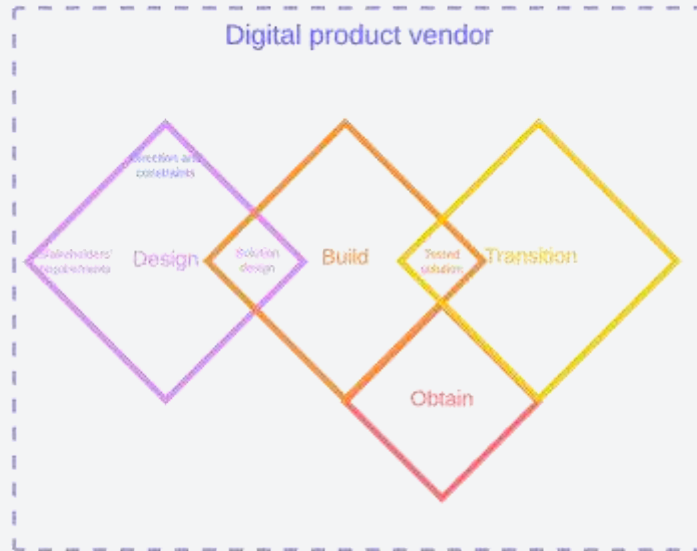 Digital product vendor
Direction and
constraints
Stakeholders'
requirements
Design
Solution
design
Build
Tested
solution
Transition
Obtain